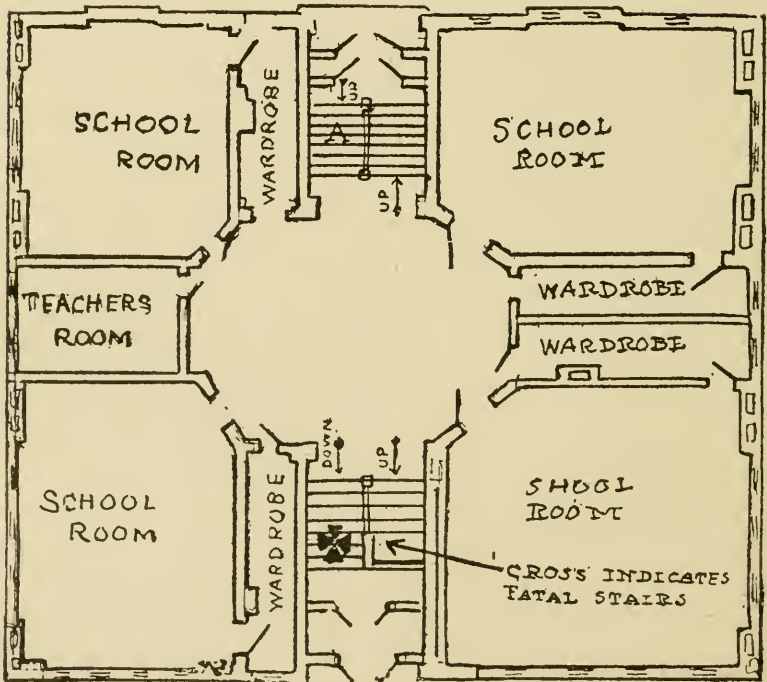 SCHOOL
ROOM
WARDROBE
UP
A
UP
SCHOOL
ROOM
TEACHERS
ROOM
WARDROBE
WARDROBE
SCHOOL
ROOM
WARDROBE
DOWN
UP
SHOOL
ROOM
CROSS INDICATES
FATAL STAIRS